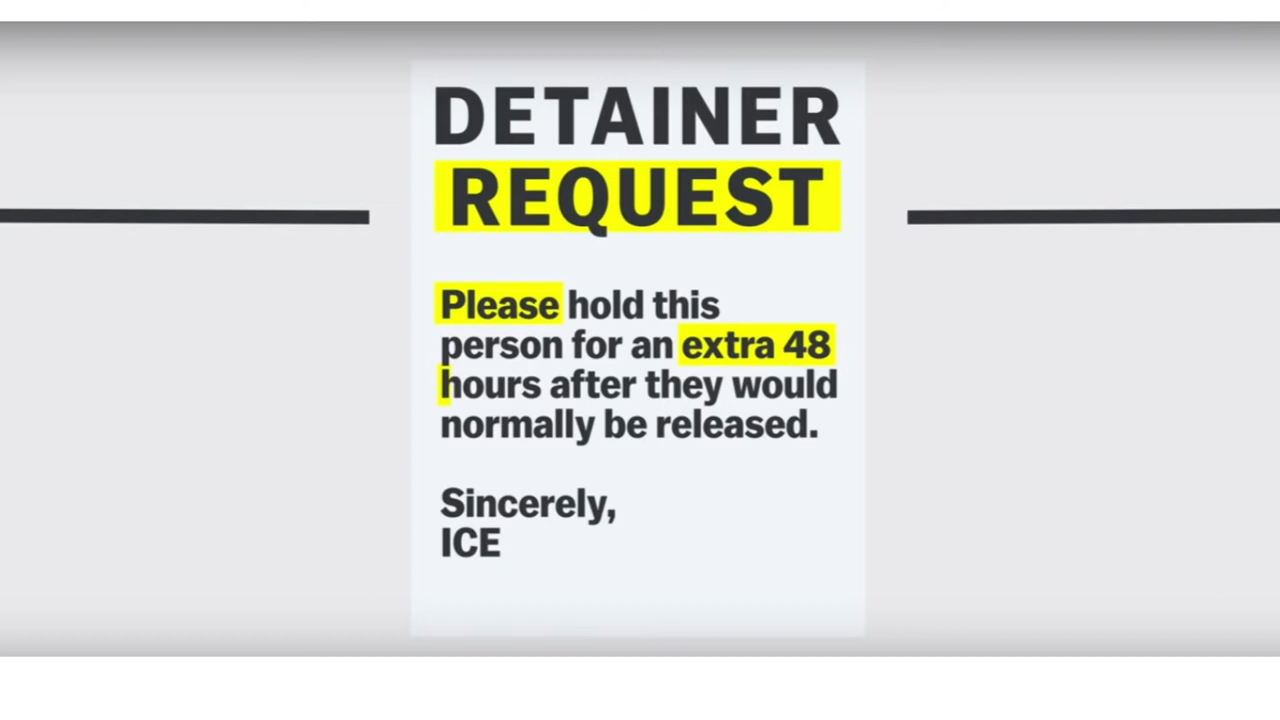 DETAINER
REQUEST
Please hold this
person for an extra 48
hours after they would
normally be released.
Sincerely,
ICE